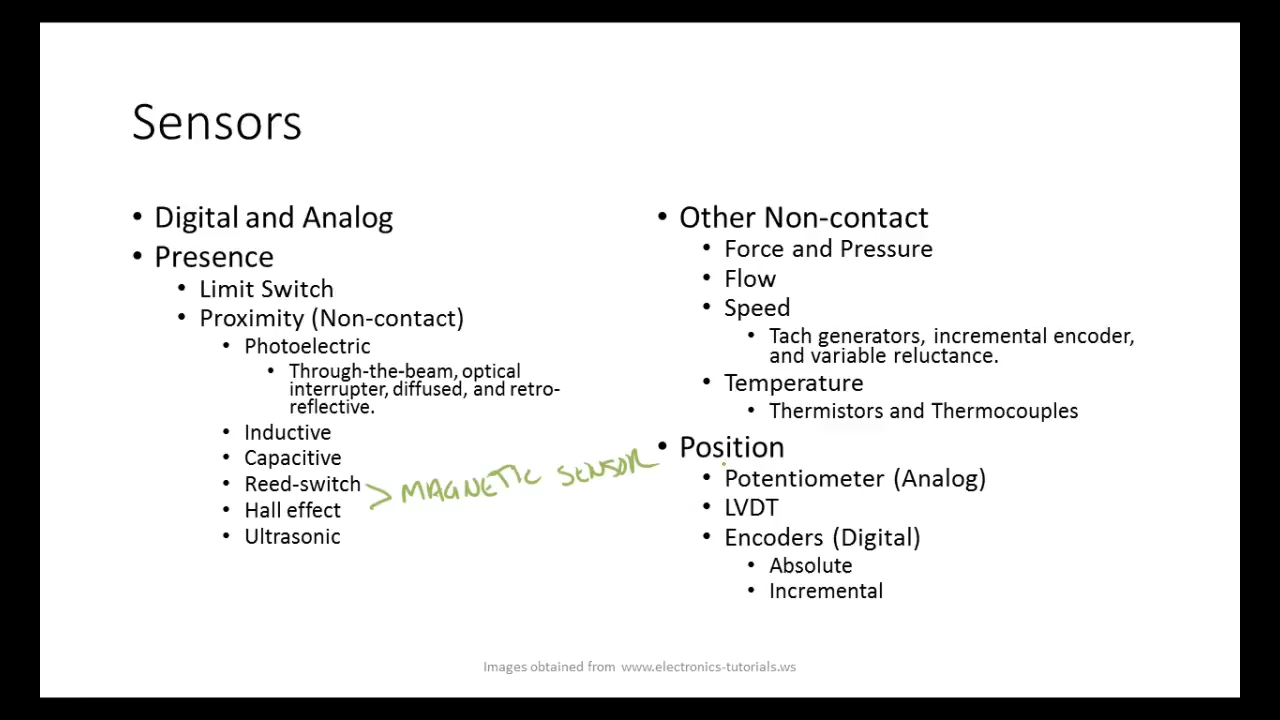 Sensors
• Digital and Analog
• Presence
• Limit Switch
• Proximity (Non-contact)
• Photoelectric
• Through-the-beam, optical
interrupter, diffused, and retro-
reflective.
• Inductive
• Capacitive
• Reed-switch
• Hall effect
> MAGNETIC SENSOR
• Ultrasonic
• Other Non-contact
• Force and Pressure
• Flow
• Speed
• Tach generators, incremental encoder,
and variable reluctance.
• Temperature
• Thermistors and Thermocouples
• Position
• Potentiometer (Analog)
• LVDT
• Encoders (Digital)
• Absolute
• Incremental
Images obtained from www.electronics-tutorials.ws